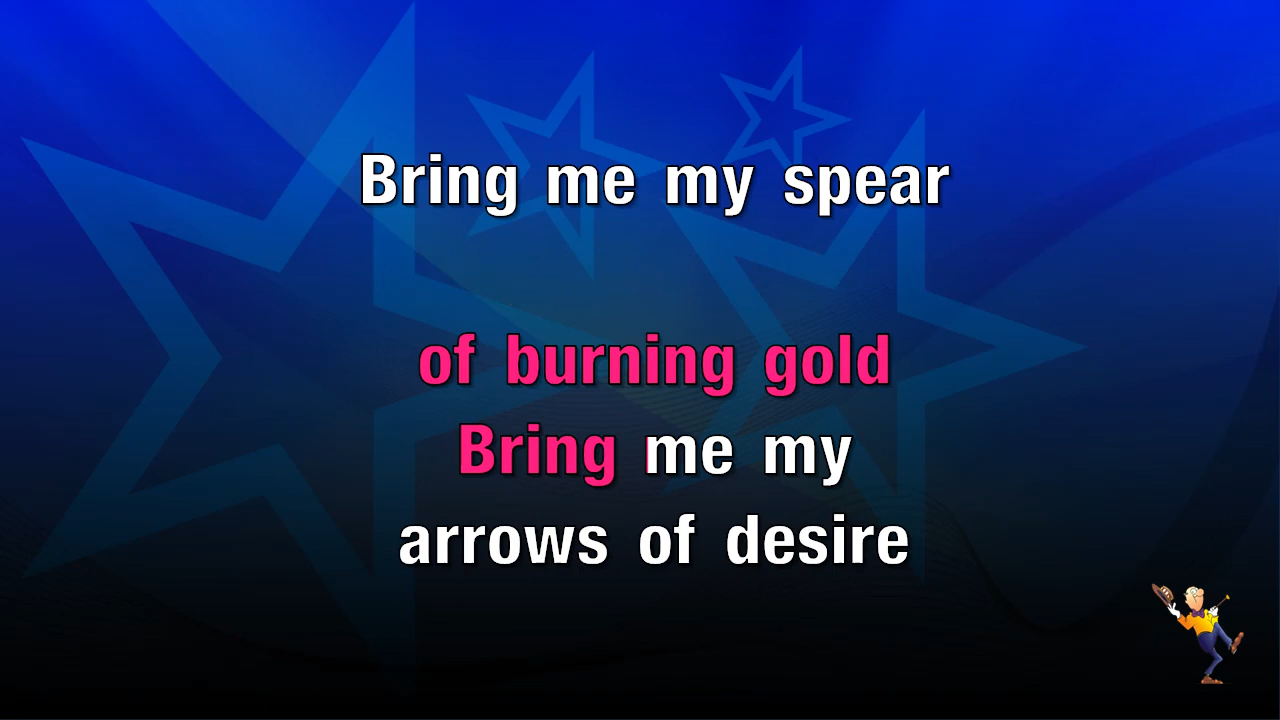 Bring me my spear
of burning gold
Bring me my
arrows of desire